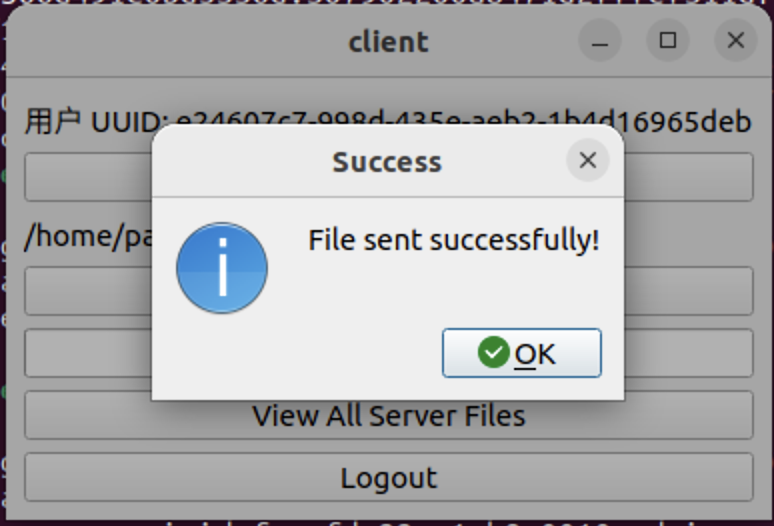 client
用户 UUID: e24607c7-998d-435e-aeb2-1b4d16965deb
Success
/home/pa
File sent successfully!
OK
View All Server Files
Logout